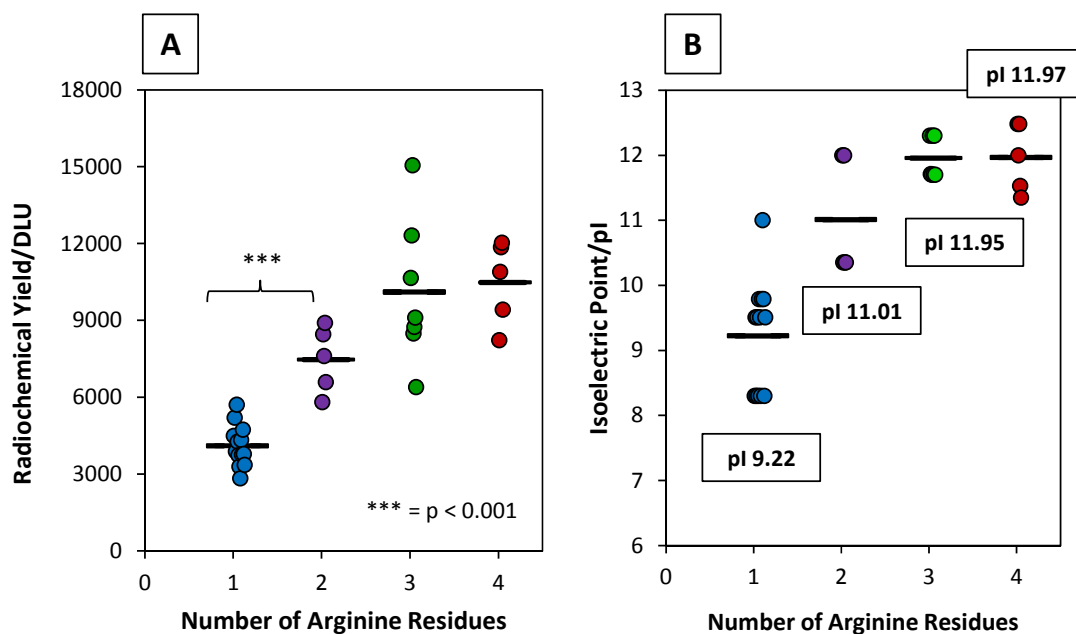 A
18000
15000
12000
9000
6000
3000
0
Radiochemical Yield/DLU
***
*** = p < 0.001
0
1
2
3
4
Number of Arginine Residues
B
pI 11.97
13
12
11
10
9
8
7
6
Isoelectric Point/pI
pI 11.95
pI 11.01
pI 9.22
0
1
2
3
4
Number of Arginine Residues